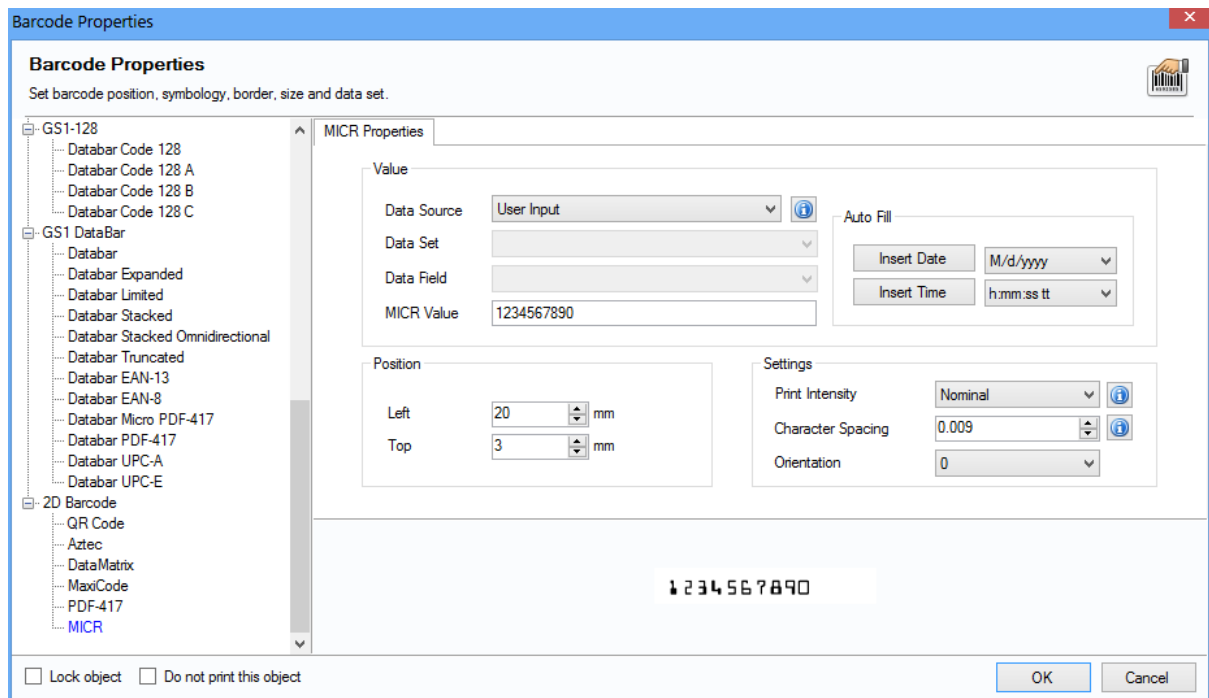 Barcode Properties
Barcode Properties
Set barcode position, symbology, border, size and data set.
GS1-128
Databar Code 128
Databar Code 128 A
Databar Code 128 B
Databar Code 128 C
GS1 DataBar
Databar
Databar Expanded
Databar Limited
Databar Stacked
Databar Stacked Omnidirectional
Databar Truncated
Databar EAN-13
Databar EAN-8
Databar Micro PDF-417
Databar PDF-417
Databar UPC-A
Databar UPC-E
2D Barcode
QR Code
Aztec
DataMatrix
MaxiCode
PDF-417
MICR
MICR Properties
Value
Data Source User Input
Data Set
Data Field
MICR Value 1234567890
Auto Fill
Insert Date M/d/yyyy
Insert Time h:mm:ss tt
Position
Left 20 mm
Top 3 mm
Settings
Print Intensity Nominal
Character Spacing 0.009
Orientation 0
1234567890
Lock object Do not print this object
OK Cancel